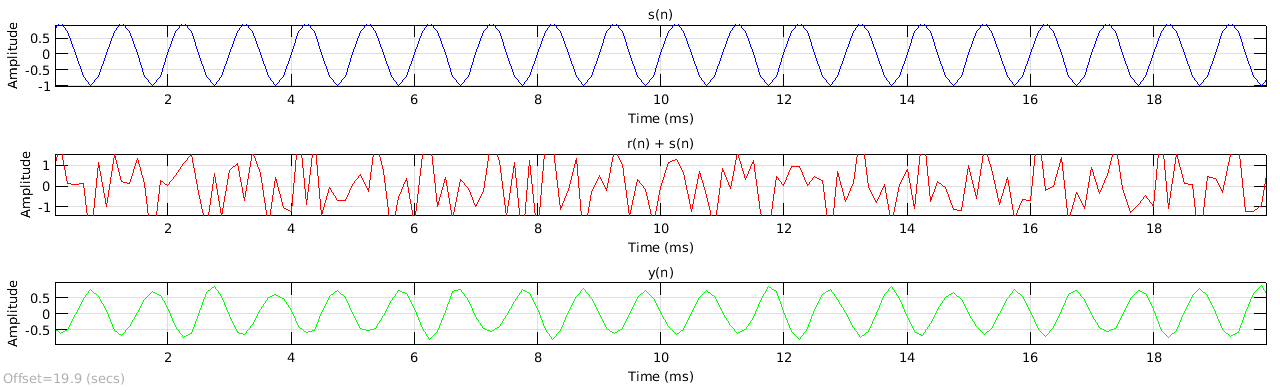 s(n)
Amplitude
0.5
0
-0.5
-1
2 4 6 8 10 12 14 16 18
Time (ms)
r(n) + s(n)
Amplitude
1
0
-1
2 4 6 8 10 12 14 16 18
Time (ms)
y(n)
Amplitude
0.5
0
-0.5
2 4 6 8 10 12 14 16 18
Time (ms)
Offset=19.9 (secs)